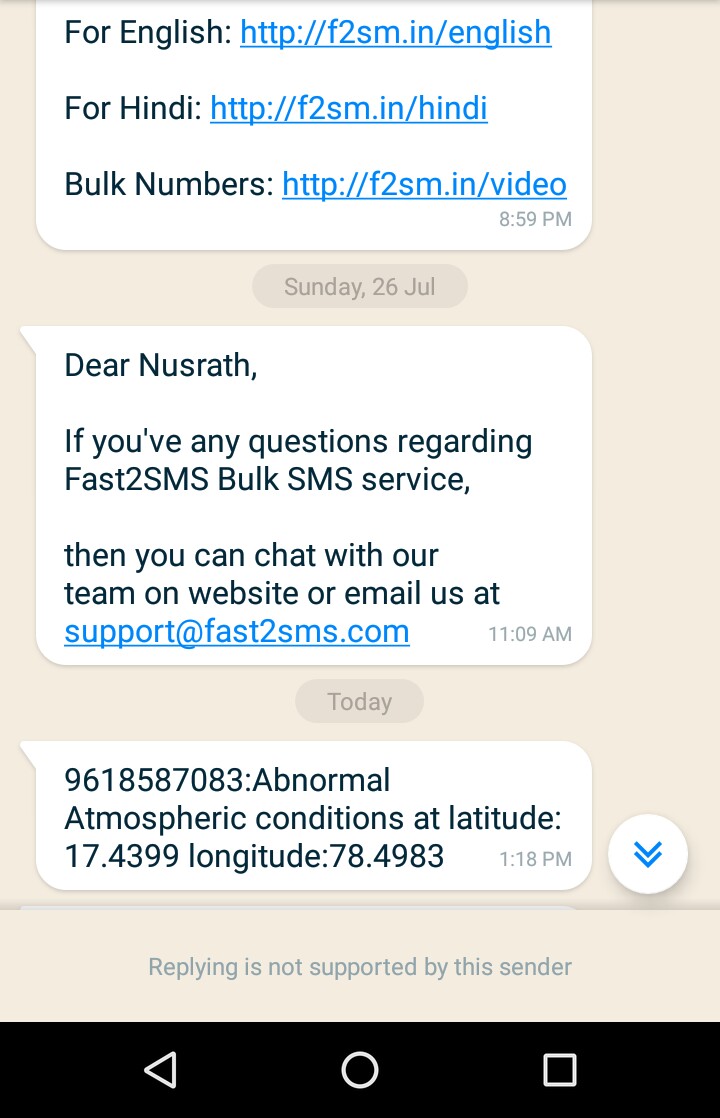 For English: http://f2sm.in/english
For Hindi: http://f2sm.in/hindi
Bulk Numbers: http://f2sm.in/video
8:59 PM
Sunday, 26 Jul
Dear Nusrath,
If you've any questions regarding
Fast2SMS Bulk SMS service,
then you can chat with our
team on website or email us at
support@fast2sms.com 11:09 AM
Today
9618587083:Abnormal
Atmospheric conditions at latitude:
17.4399 longitude:78.4983 1:18 PM
Replying is not supported by this sender